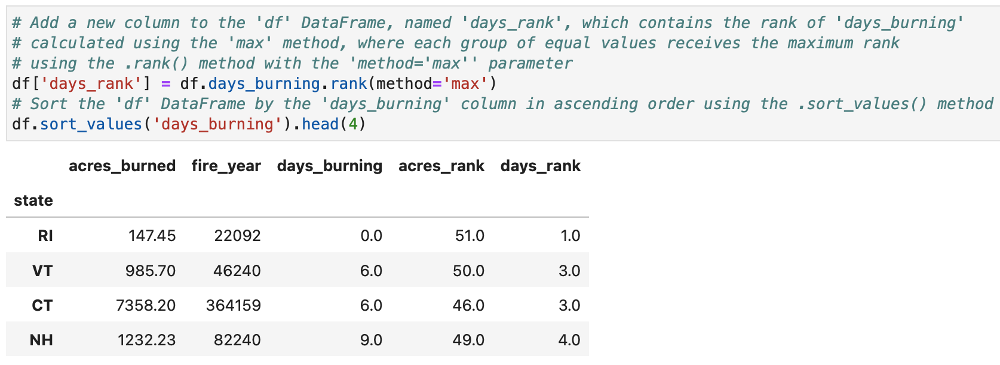 # Add a new column to the 'df' DataFrame, named 'days_rank', which contains the rank of 'days_burning'
# calculated using the 'max' method, where each group of equal values receives the maximum rank
# using the .rank() method with the 'method='max'' parameter
df['days_rank'] = df.days_burning.rank(method='max')
# Sort the 'df' DataFrame by the 'days_burning' column in ascending order using the .sort_values() method
df.sort_values('days_burning').head(4)
acres_burned fire_year days_burning acres_rank days_rank
state
RI 147.45 22092 0.0 51.0 1.0
VT 985.70 46240 6.0 50.0 3.0
CT 7358.20 364159 6.0 46.0 3.0
NH 1232.23 82240 9.0 49.0 4.0